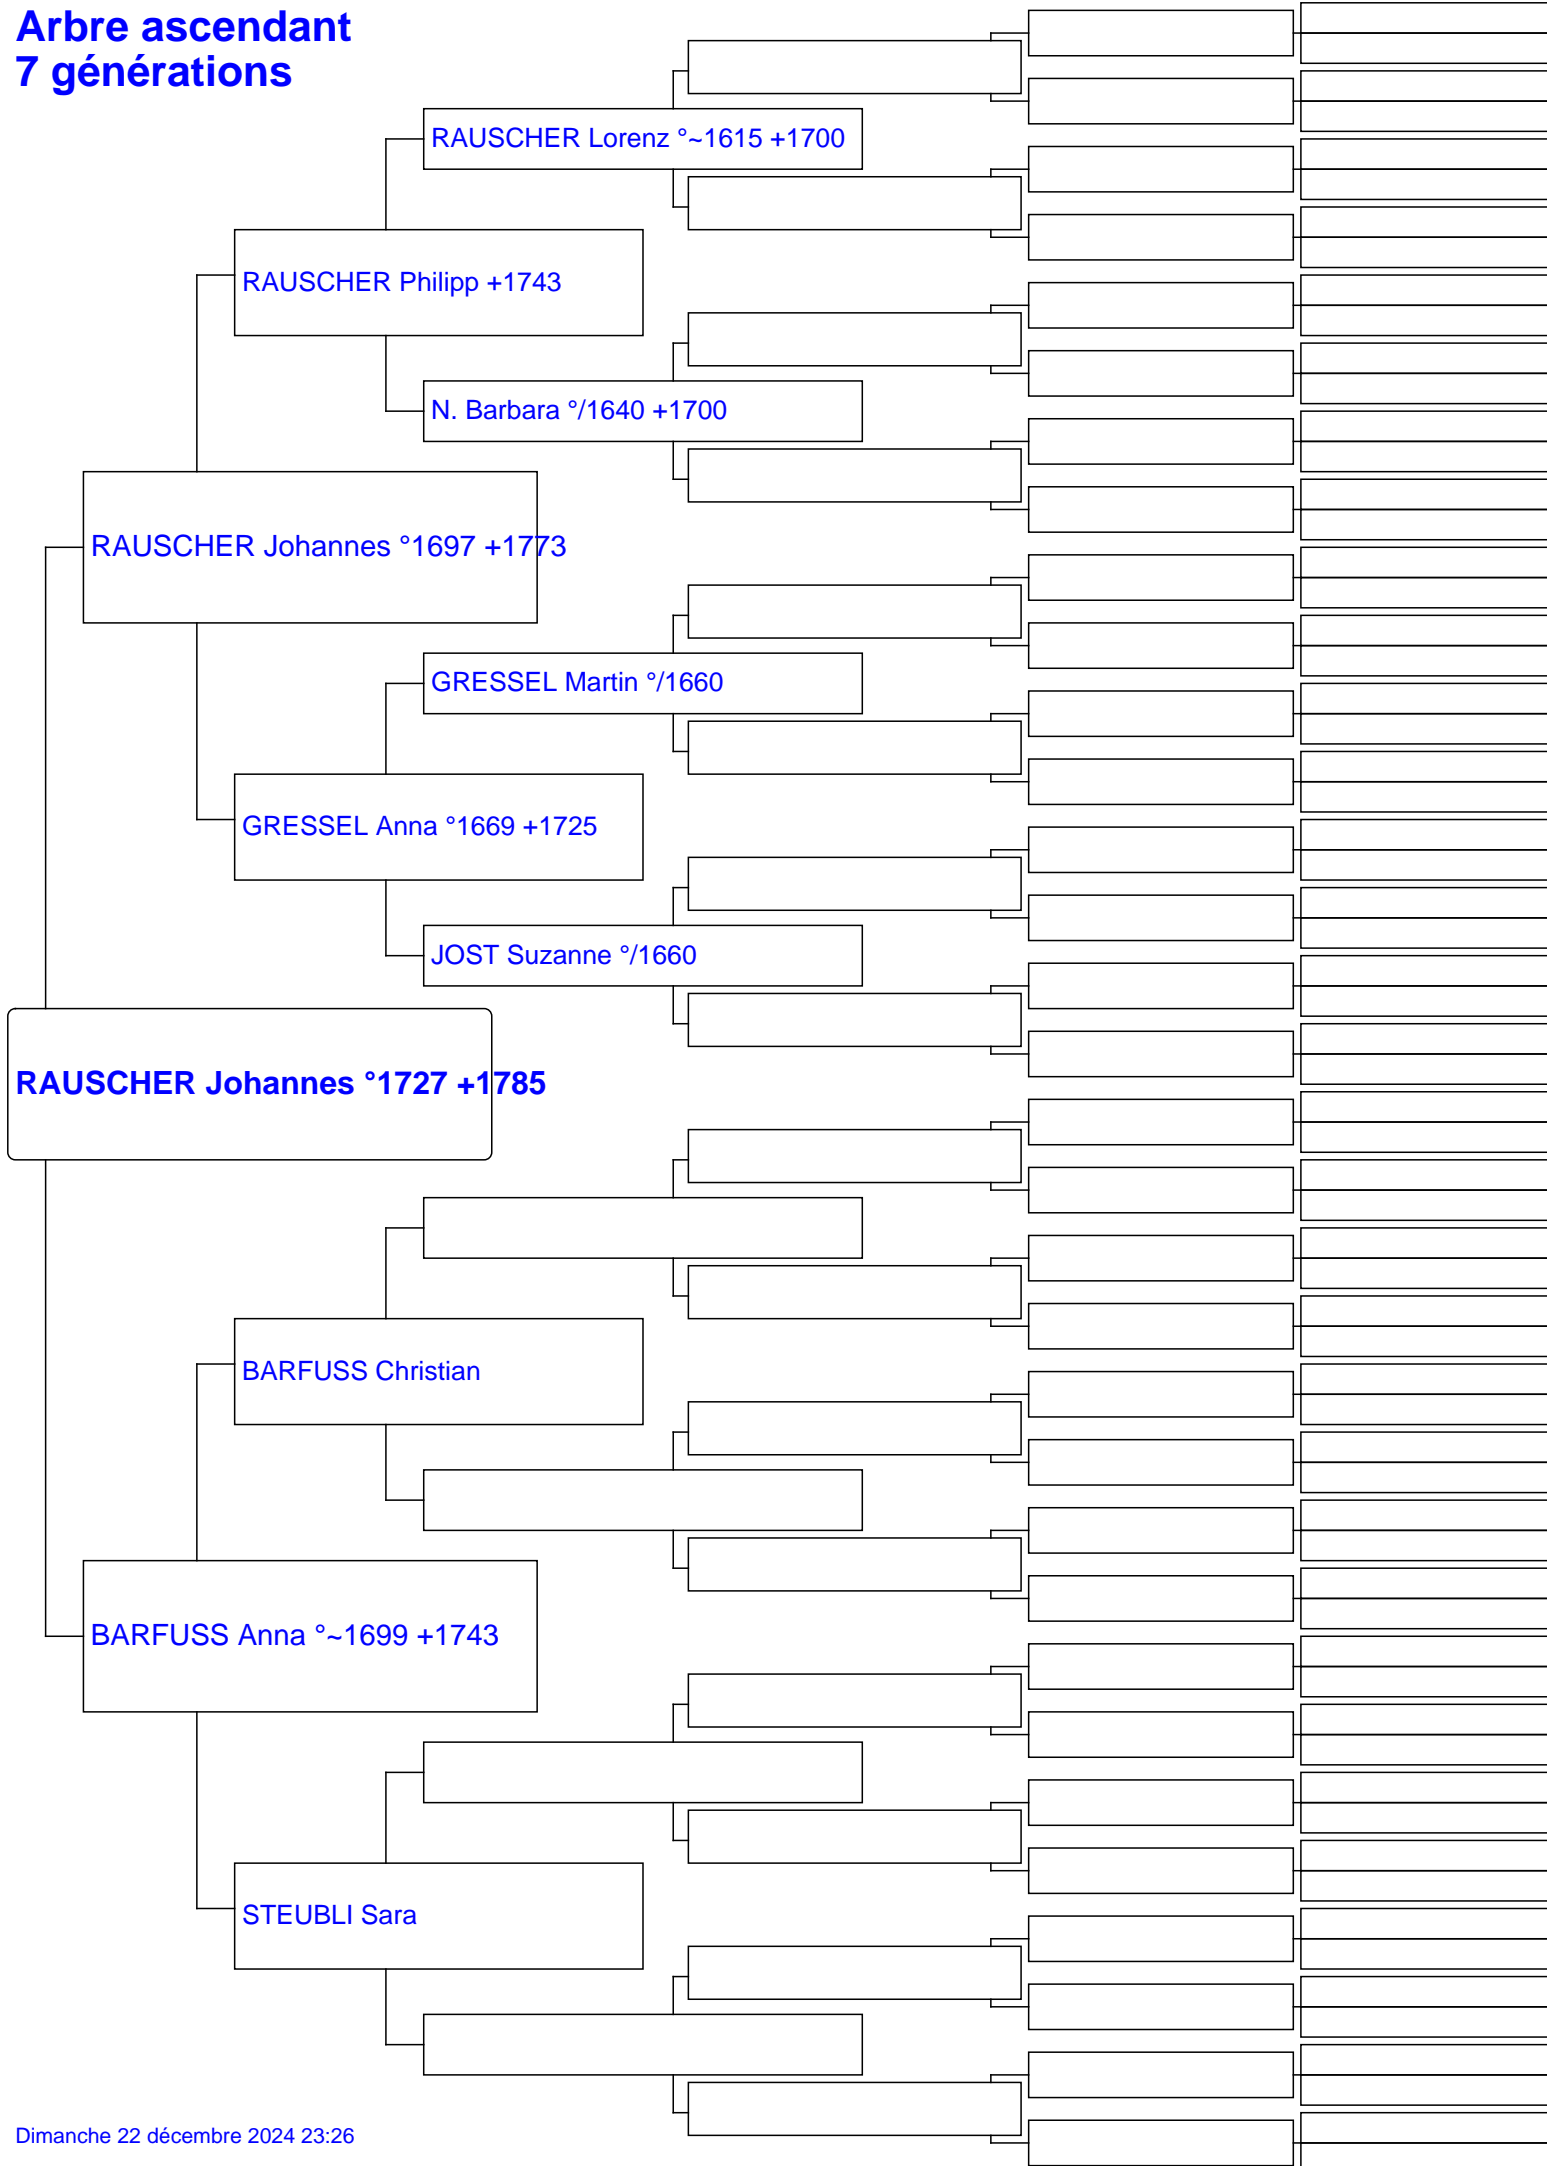 Arbre ascendant
7 générations
RAUSCHER Lorenz °~1615 +1700
RAUSCHER Philipp +1743
N. Barbara °/1640 +1700
RAUSCHER Johannes °1697 +1773
GRESSEL Martin °/1660
GRESSEL Anna °1669 +1725
JOST Suzanne °/1660
RAUSCHER Johannes °1727 +1785
BARFUSS Christian
BARFUSS Anna °~1699 +1743
STEUBLI Sara
Dimanche 22 décembre 2024 23:26